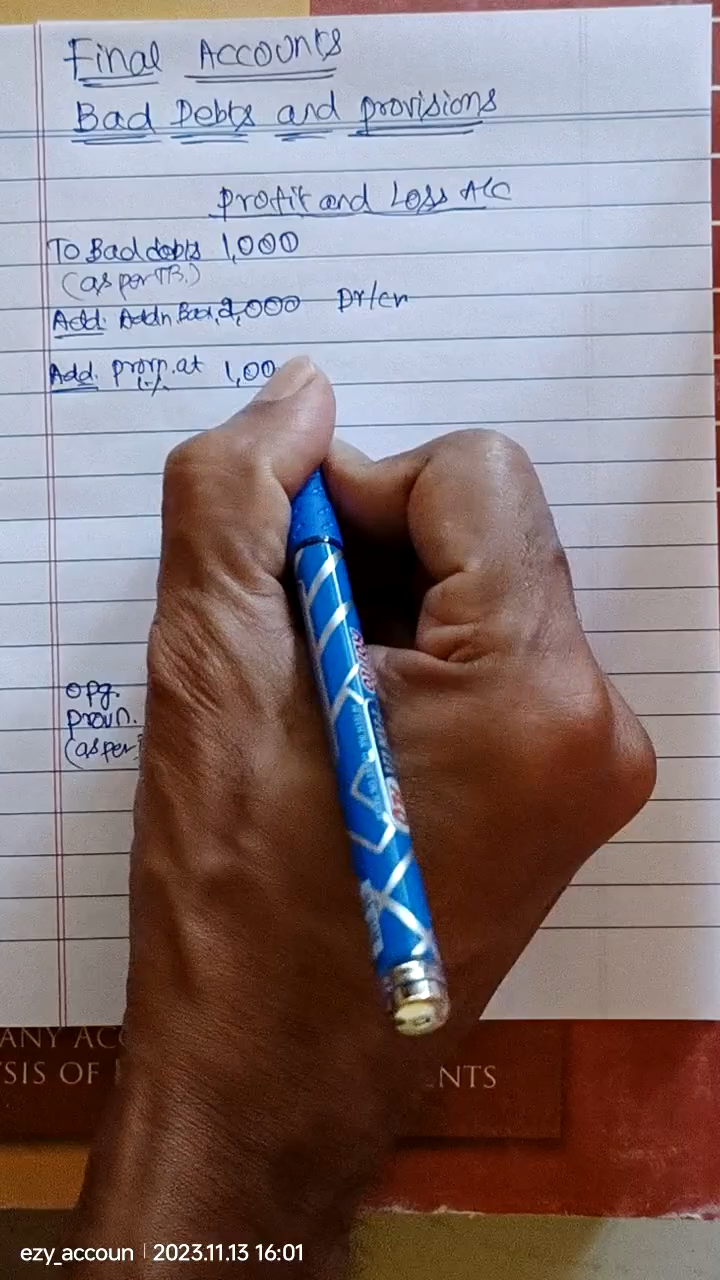 Final Accounts
Bad Debts and provisions
Profit and Loss A/C
To Bad debts 1,000
(as per TB.)
Add: Addn. Bad 2,000 Dr/cr
Add: provn. at 1,00
opg.
provn.
(as per
ANY ACC
SIS OF
ENTS
ezy_accoun | 2023.11.13 16:01